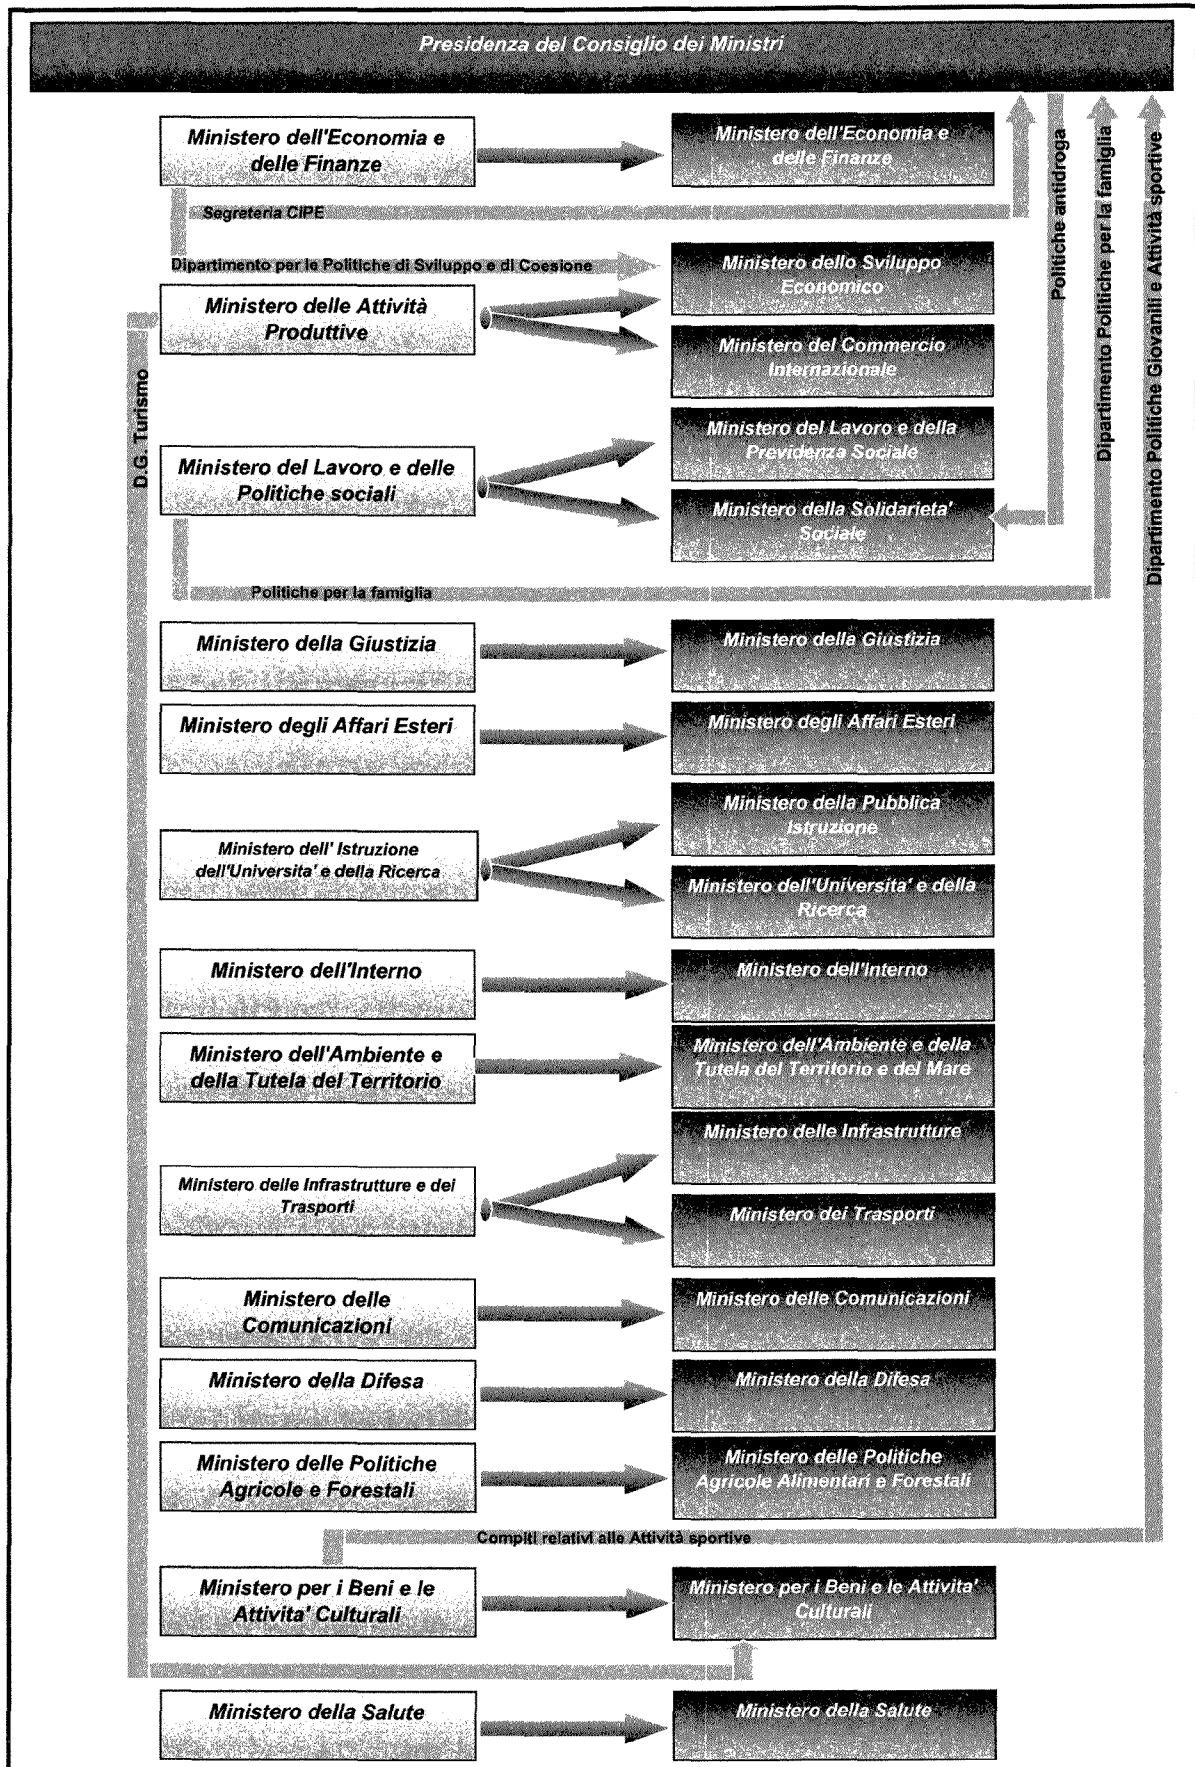 Presidenza del Consiglio dei Ministri
Ministero dell'Economia e
delle Finanze
Ministero dell'Economia e
delle Finanze
Segreteria CIPE
Dipartimento per le Politiche di Sviluppo e di Coesione
Ministero delle Attività
Produttive
Ministero dello Sviluppo
Economico
Ministero del Commercio
Internazionale
D.G. Turismo
Ministero del Lavoro e delle
Politiche sociali
Ministero del Lavoro e della
Previdenza Sociale
Ministero della Solidarieta'
Sociale
Politiche antidroga
Dipartimento Politiche per la famiglia
Dipartimento Politiche Giovanili e Attività sportive
Politiche per la famiglia
Ministero della Giustizia
Ministero della Giustizia
Ministero degli Affari Esteri
Ministero degli Affari Esteri
Ministero dell' Istruzione
dell'Universita' e della Ricerca
Ministero della Pubblica
Istruzione
Ministero dell'Universita' e della
Ricerca
Ministero dell'Interno
Ministero dell'Interno
Ministero dell'Ambiente e
della Tutela del Territorio
Ministero dell'Ambiente e della
Tutela del Territorio e del Mare
Ministero delle Infrastrutture e dei
Trasporti
Ministero delle Infrastrutture
Ministero dei Trasporti
Ministero delle
Comunicazioni
Ministero delle Comunicazioni
Ministero della Difesa
Ministero della Difesa
Ministero delle Politiche
Agricole e Forestali
Ministero delle Politiche
Agricole Alimentari e Forestali
Compiti relativi alle Attività sportive
Ministero per i Beni e le
Attivita' Culturali
Ministero per i Beni e le Attivita'
Culturali
Ministero della Salute
Ministero della Salute